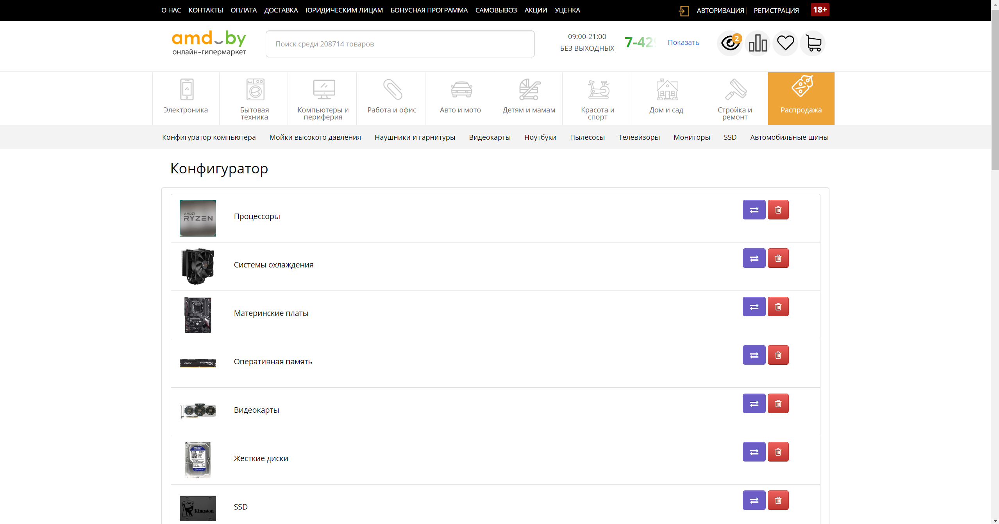 О НАС КОНТАКТЫ ОПЛАТА ДОСТАВКА ЮРИДИЧЕСКИМ ЛИЦАМ БОНУСНАЯ ПРОГРАММА САМОВЫВОЗ АКЦИИ УЦЕНКА АВТОРИЗАЦИЯ | РЕГИСТРАЦИЯ 18+
amd.by
онлайн-гипермаркет
Поиск среди 208714 товаров
09:00-21:00
БЕЗ ВЫХОДНЫХ
7-429
Показать
2
Электроника
Бытовая
техника
Компьютеры и
периферия
Работа и офис
Авто и мото
Детям и мамам
Красота и
спорт
Дом и сад
Стройка и
ремонт
Распродажа
Конфигуратор компьютера Мойки высокого давления Наушники и гарнитуры Видеокарты Ноутбуки Пылесосы Телевизоры Мониторы SSD Автомобильные шины
Конфигуратор
AMD
RYZEN
Процессоры
Системы охлаждения
Материнские платы
FURY HYPERX
Оперативная память
Видеокарты
1.0TB
Жесткие диски
Kingston
SSD